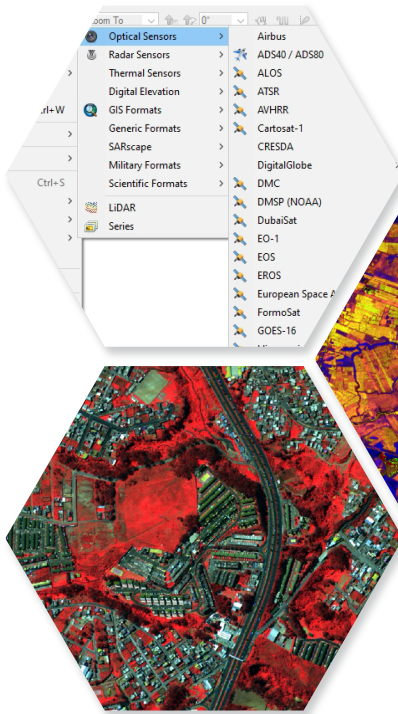 Zoom To 0°
Optical Sensors
Radar Sensors
Thermal Sensors
Digital Elevation
GIS Formats
Generic Formats
SARscape
Military Formats
Scientific Formats
LiDAR
Series
Ctrl+W
Ctrl+S
Airbus
ADS40 / ADS80
ALOS
ATSR
AVHRR
Cartosat-1
CRESDA
DigitalGlobe
DMC
DMSP (NOAA)
DubaiSat
EO-1
EOS
EROS
European Space A
FormoSat
GOES-16